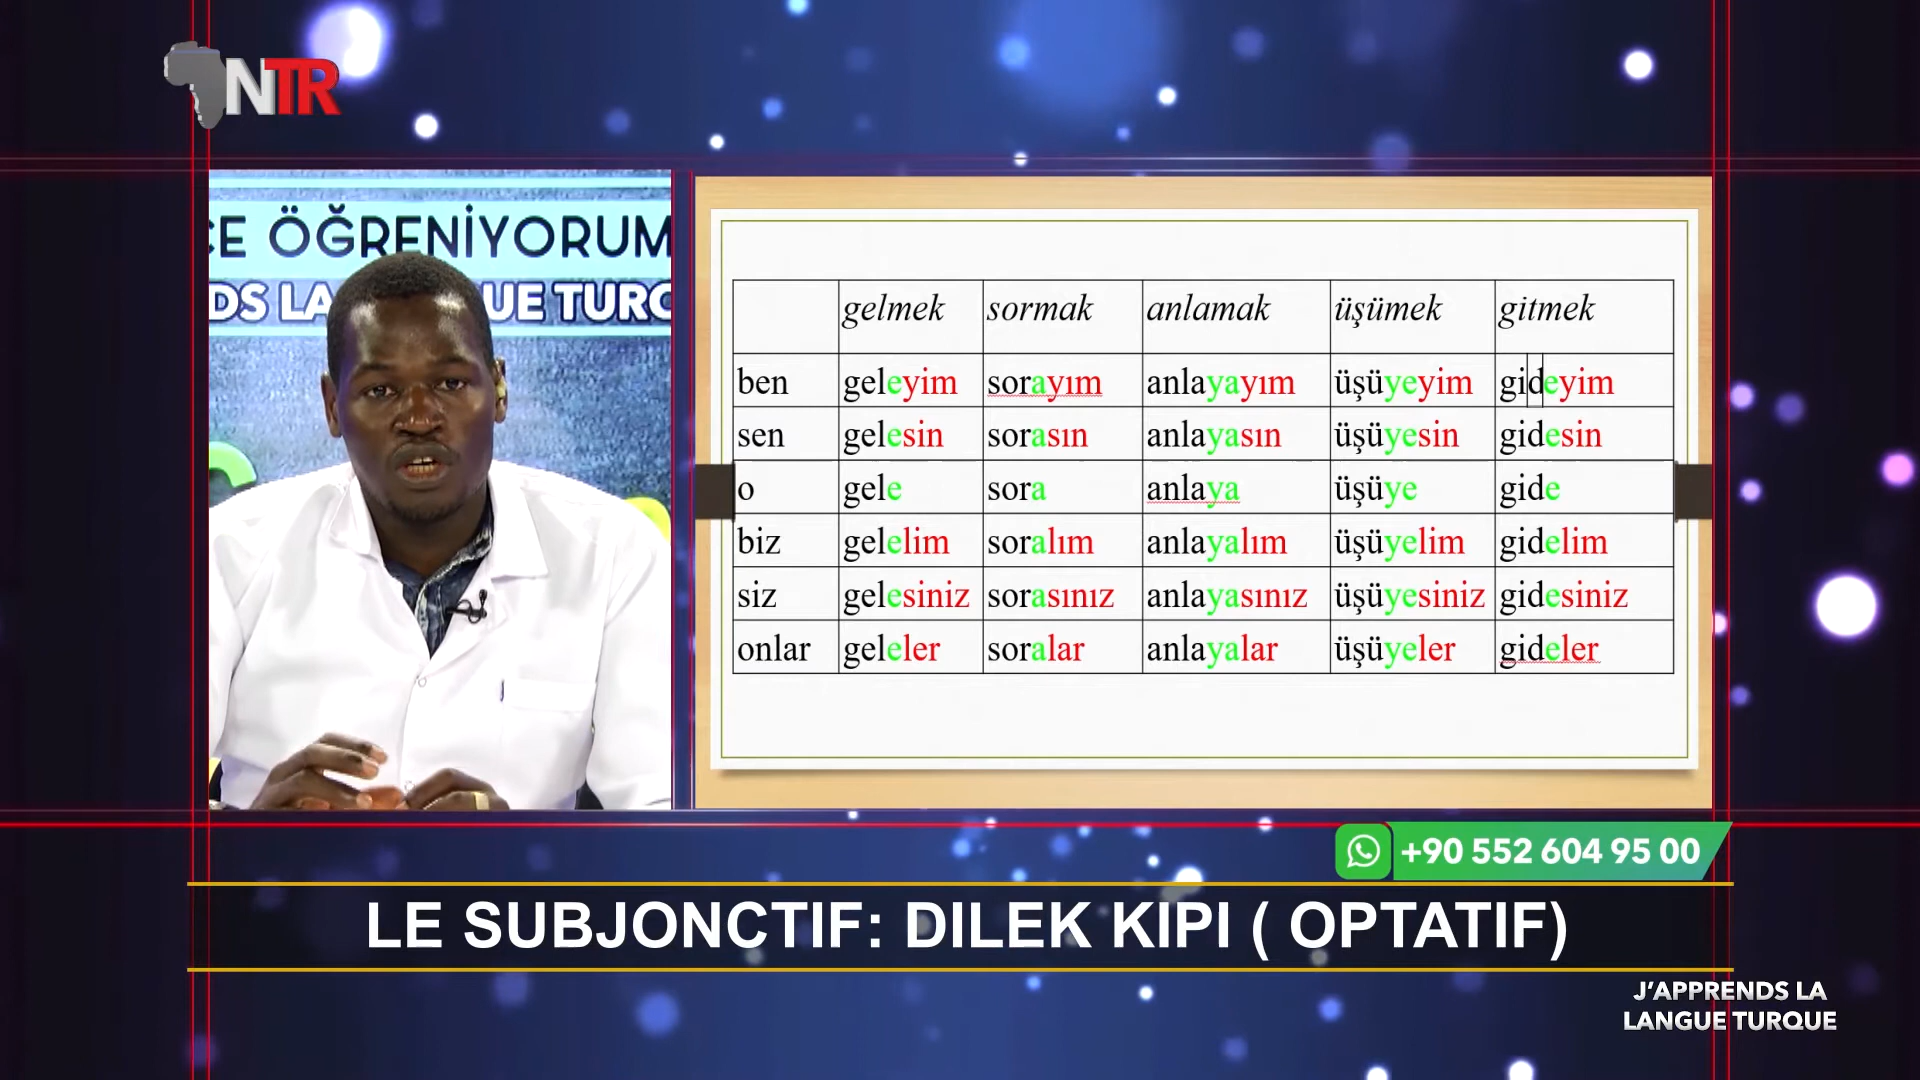 NTR
ÇE ÖĞRENİYORUM
DS LA UE TURC
gelmek sormak anlamak üşümek gitmek
ben geleyim sorayım anlayayım üşüyeyim gideyim
sen gelesin sorasın anlayasın üşüyesin gidesin
o gele sora anlaya üşüye gide
biz gelelim soralım anlayalım üşüyelim gidelim
siz gelesiniz sorasınız anlayasınız üşüyesiniz gidesiniz
onlar geleler soralar anlayalar üşüyeler gideler
+90 552 604 95 00
LE SUBJONCTIF: DILEK KIPI ( OPTATIF)
J'APPRENDS LA
LANGUE TURQUE